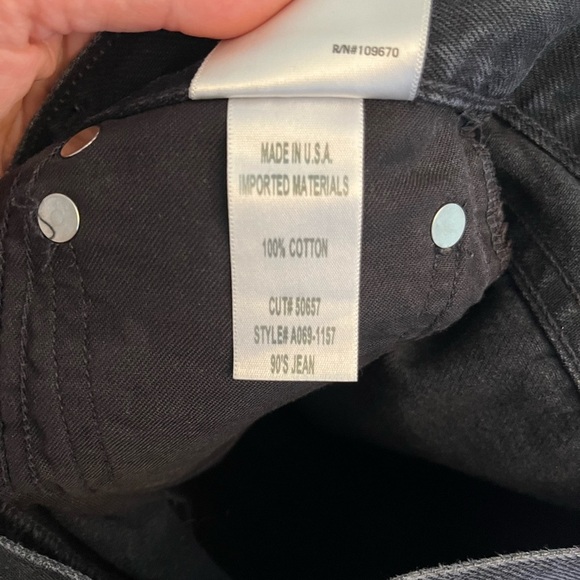 R/N#109670
MADE IN U.S.A.
IMPORTED MATERIALS
100% COTTON
CUT# 50657
STYLE# A069-1157
90'S JEAN